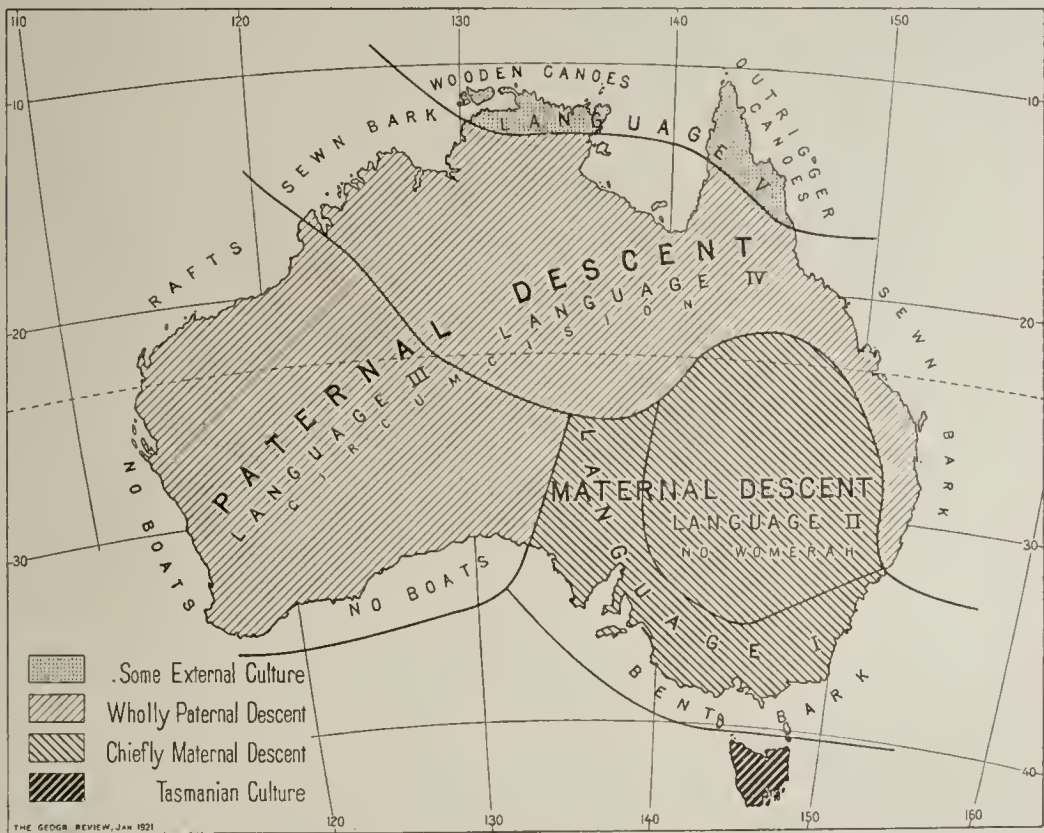 110 120 130 140 150
WOODEN CANOES
OUTRIGGER
CANOES
10
10
SEWN BARK
LANGUAGE V
RAFTS
DESCENT
LANGUAGE IV
20
20
SEWN
BARK
PATERNAL
LANGUAGE III
CIRCUMCISION
NO BOATS
MATERNAL DESCENT
LANGUAGE II
NO WOMERAH
LANGUAGE I
30
30
NO BOATS
BENT BARK
.Some External Culture
Wholly Paternal Descent
Chiefly Maternal Descent
Tasmanian Culture
40
120 130 140 150 160
THE GEOGR. REVIEW, JAN 1921